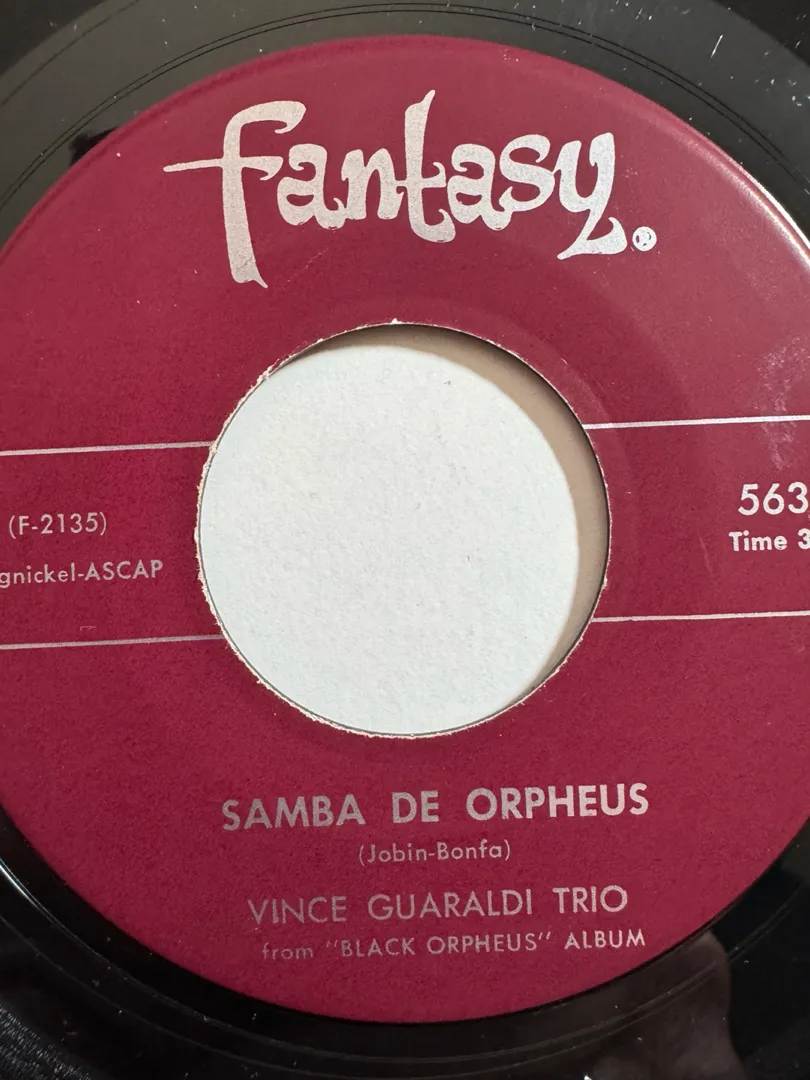 fantasy.®
(F-2135)
gnickel-ASCAP
563
Time 3
SAMBA DE ORPHEUS
(Jobin-Bonfa)
VINCE GUARALDI TRIO
from "BLACK ORPHEUS" ALBUM